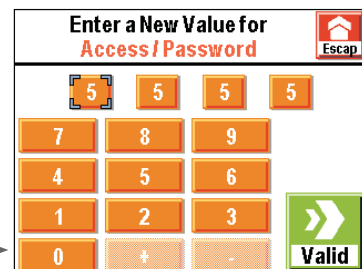 Enter a New Value for
Access / Password
Escap
5 5 5 5
7 8 9
4 5 6
1 2 3
0 + -
Valid